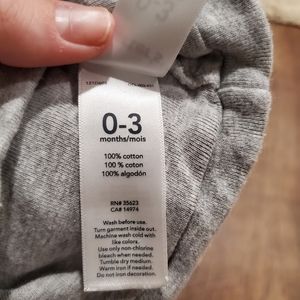 0-3
0-3
months/mois
100% cotton
100 % coton
100% algodón
RN# 35623
CA# 14974
Wash before use.
Turn garment inside out.
Machine wash cold with
like colors.
Use only non-chlorine
bleach when needed.
Tumble dry medium.
Warm iron if needed.
Do not